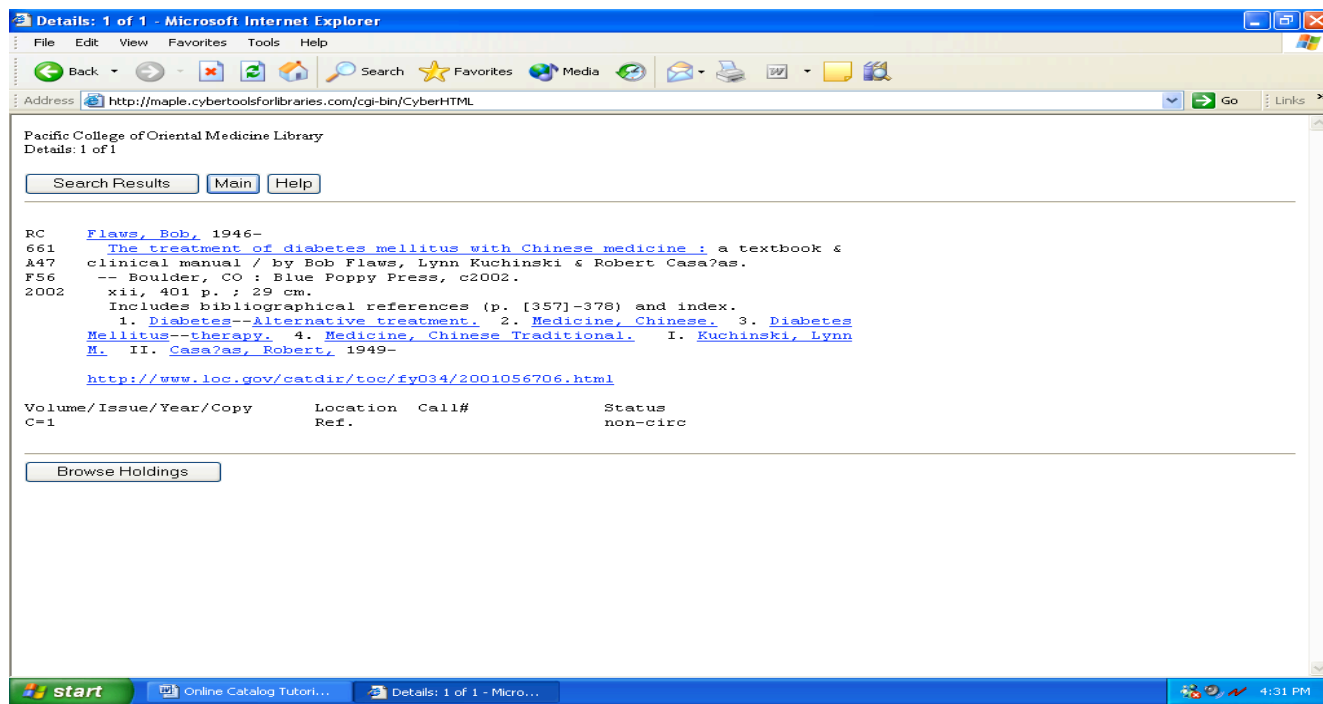 Details: 1 of 1 - Microsoft Internet Explorer
File Edit View Favorites Tools Help
Back Search Favorites Media
Address http://maple.cybertoolsforlibraries.com/cgi-bin/CyberHTML Go Links »
Pacific College of Oriental Medicine Library
Details: 1 of 1
Search Results Main Help
RC Flaws, Bob, 1946-
661 The treatment of diabetes mellitus with Chinese medicine : a textbook &
A47 clinical manual / by Bob Flaws, Lynn Kuchinski & Robert Casa?as.
F56 -- Boulder, CO : Blue Poppy Press, c2002.
2002 xii, 401 p. ; 29 cm.
Includes bibliographical references (p. [357]-378) and index.
1. Diabetes--Alternative treatment. 2. Medicine, Chinese. 3. Diabetes
Mellitus--therapy. 4. Medicine, Chinese Traditional. I. Kuchinski, Lynn
M. II. Casa?as, Robert, 1949-
http://www.loc.gov/catdir/toc/fy034/2001056706.html
Volume/Issue/Year/Copy Location Call# Status
C=1 Ref. non-circ
Browse Holdings
start Online Catalog Tutori... Details: 1 of 1 - Micro... 4:31 PM